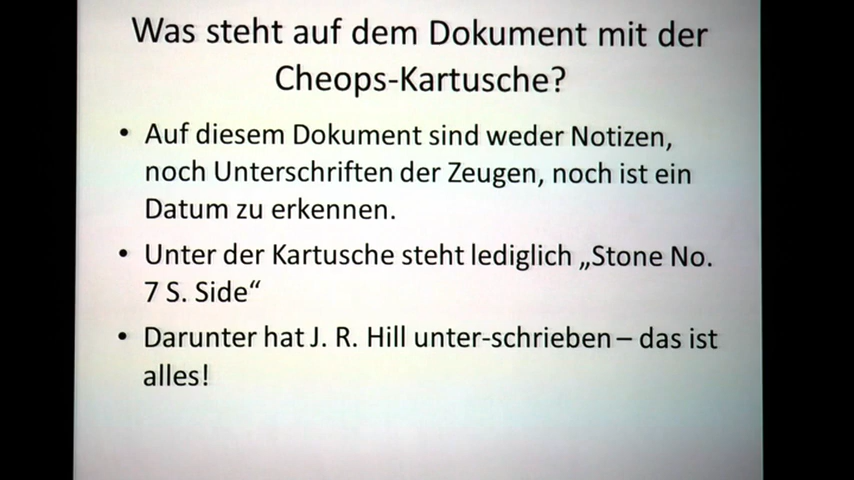 Was steht auf dem Dokument mit der
Cheops-Kartusche?
• Auf diesem Dokument sind weder Notizen,
noch Unterschriften der Zeugen, noch ist ein
Datum zu erkennen.
• Unter der Kartusche steht lediglich „Stone No.
7 S. Side“
• Darunter hat J. R. Hill unter-schrieben – das ist
alles!